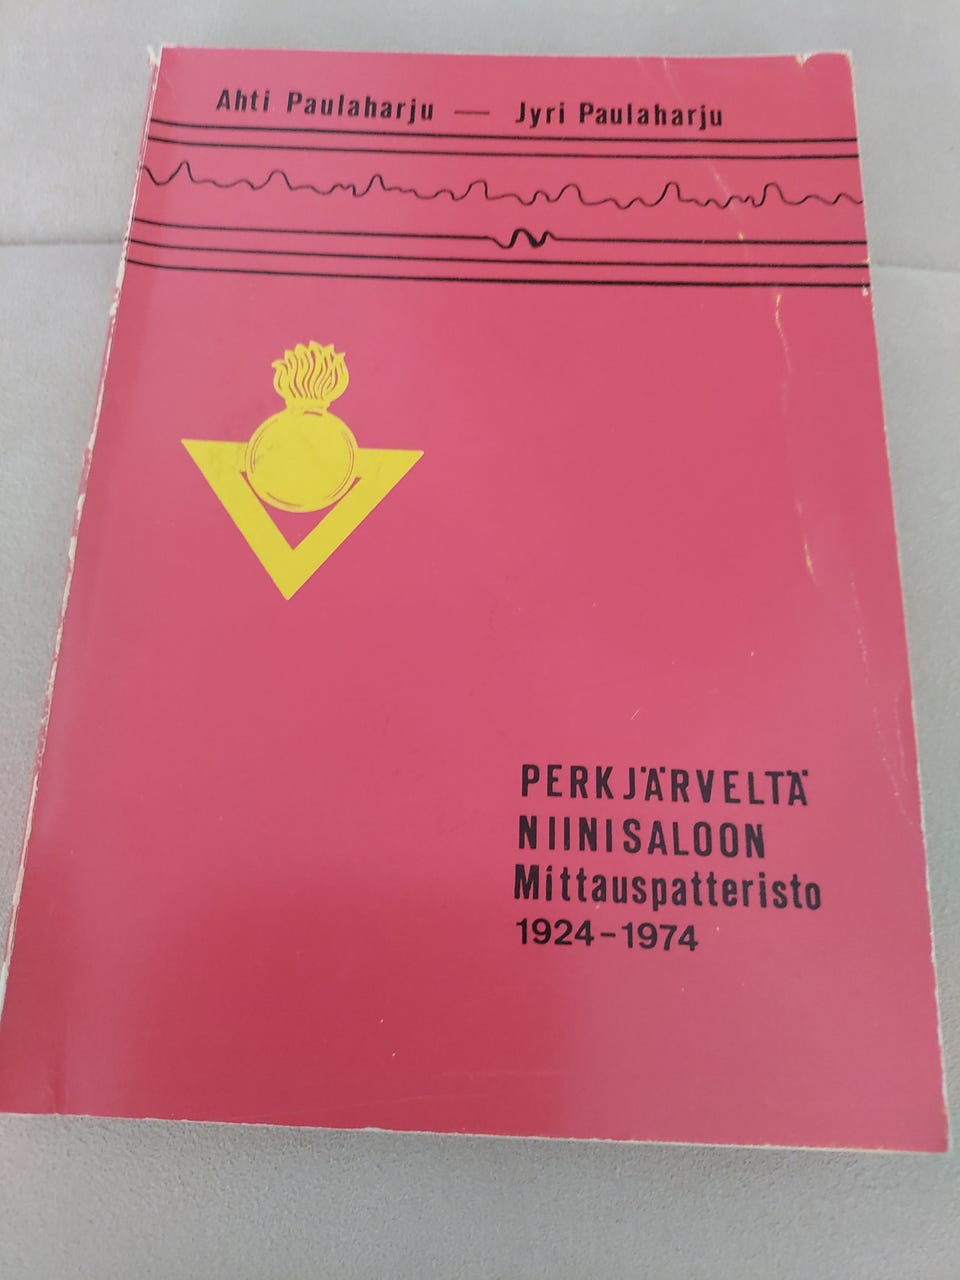 Ahti Paulaharju — Jyri Paulaharju
PERKJÄRVELTÄ
NIINISALOON
Mittauspatteristo
1924-1974